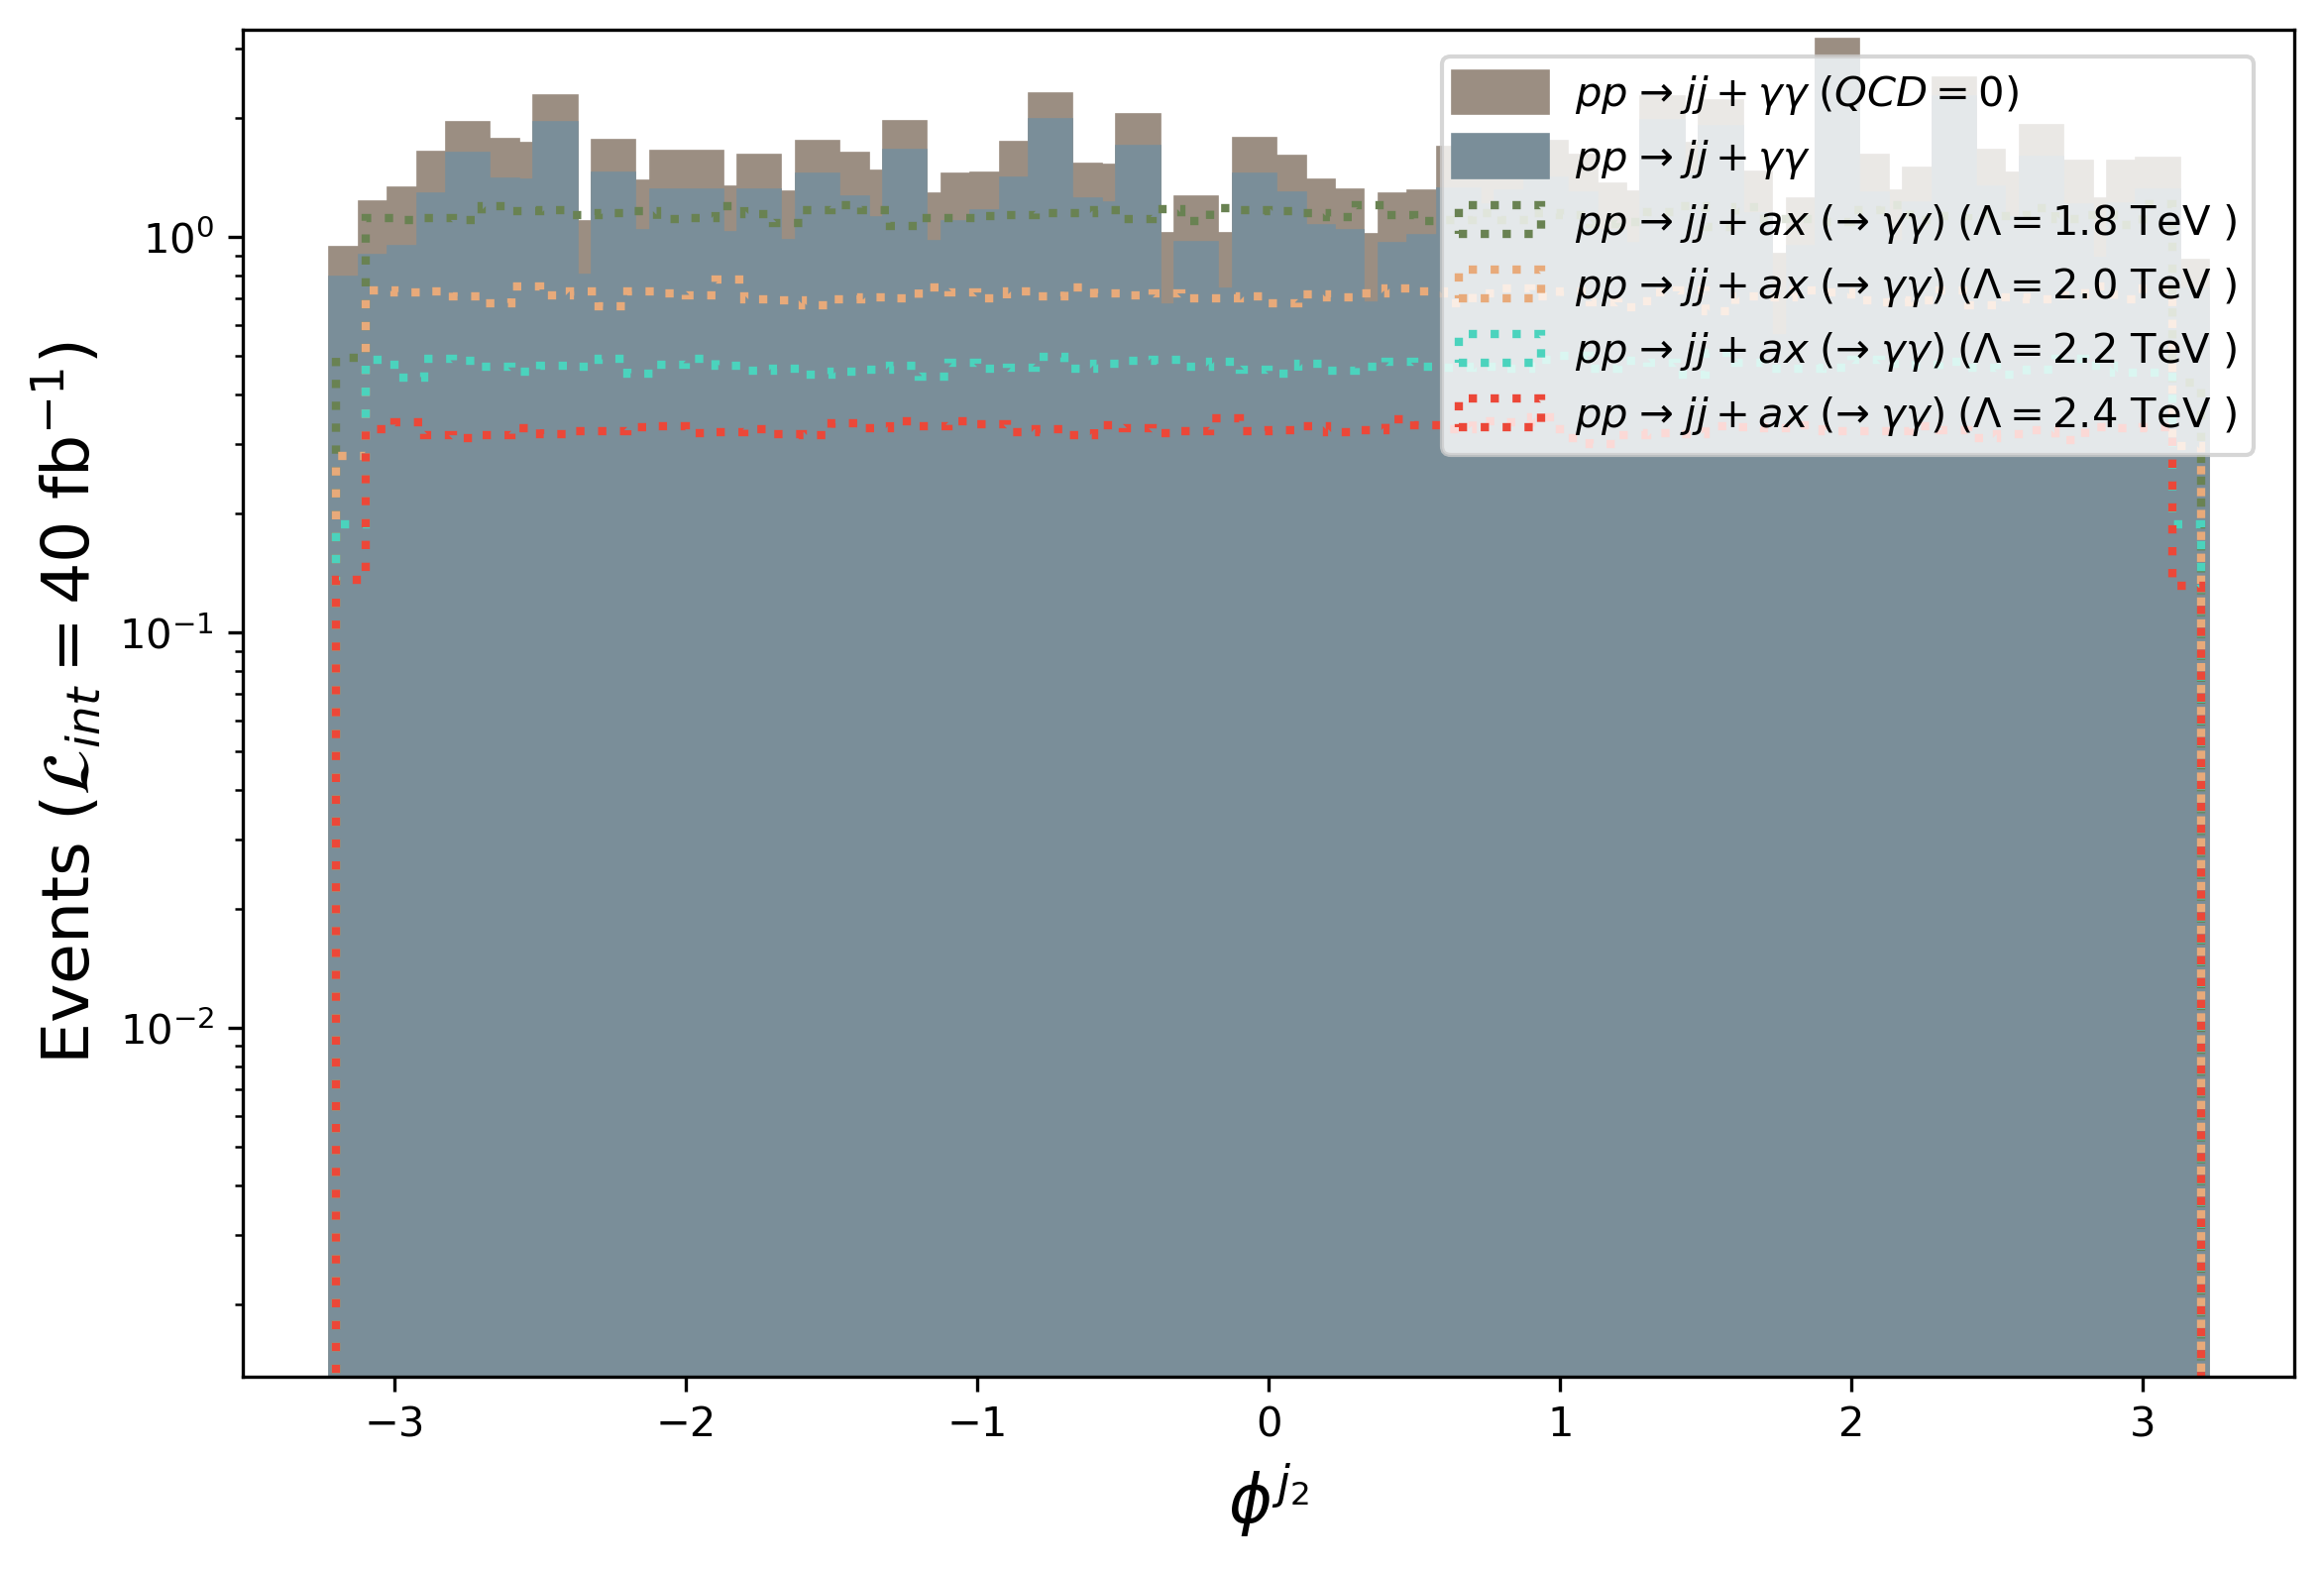 Events (ℒ_int = 40 fb⁻¹)
10⁰
10⁻¹
10⁻²
pp → jj + γγ (QCD = 0)
pp → jj + γγ
pp → jj + ax (→ γγ) (Λ = 1.8 TeV )
pp → jj + ax (→ γγ) (Λ = 2.0 TeV )
pp → jj + ax (→ γγ) (Λ = 2.2 TeV )
pp → jj + ax (→ γγ) (Λ = 2.4 TeV )
−3 −2 −1 0 1 2 3
ϕ^j₂